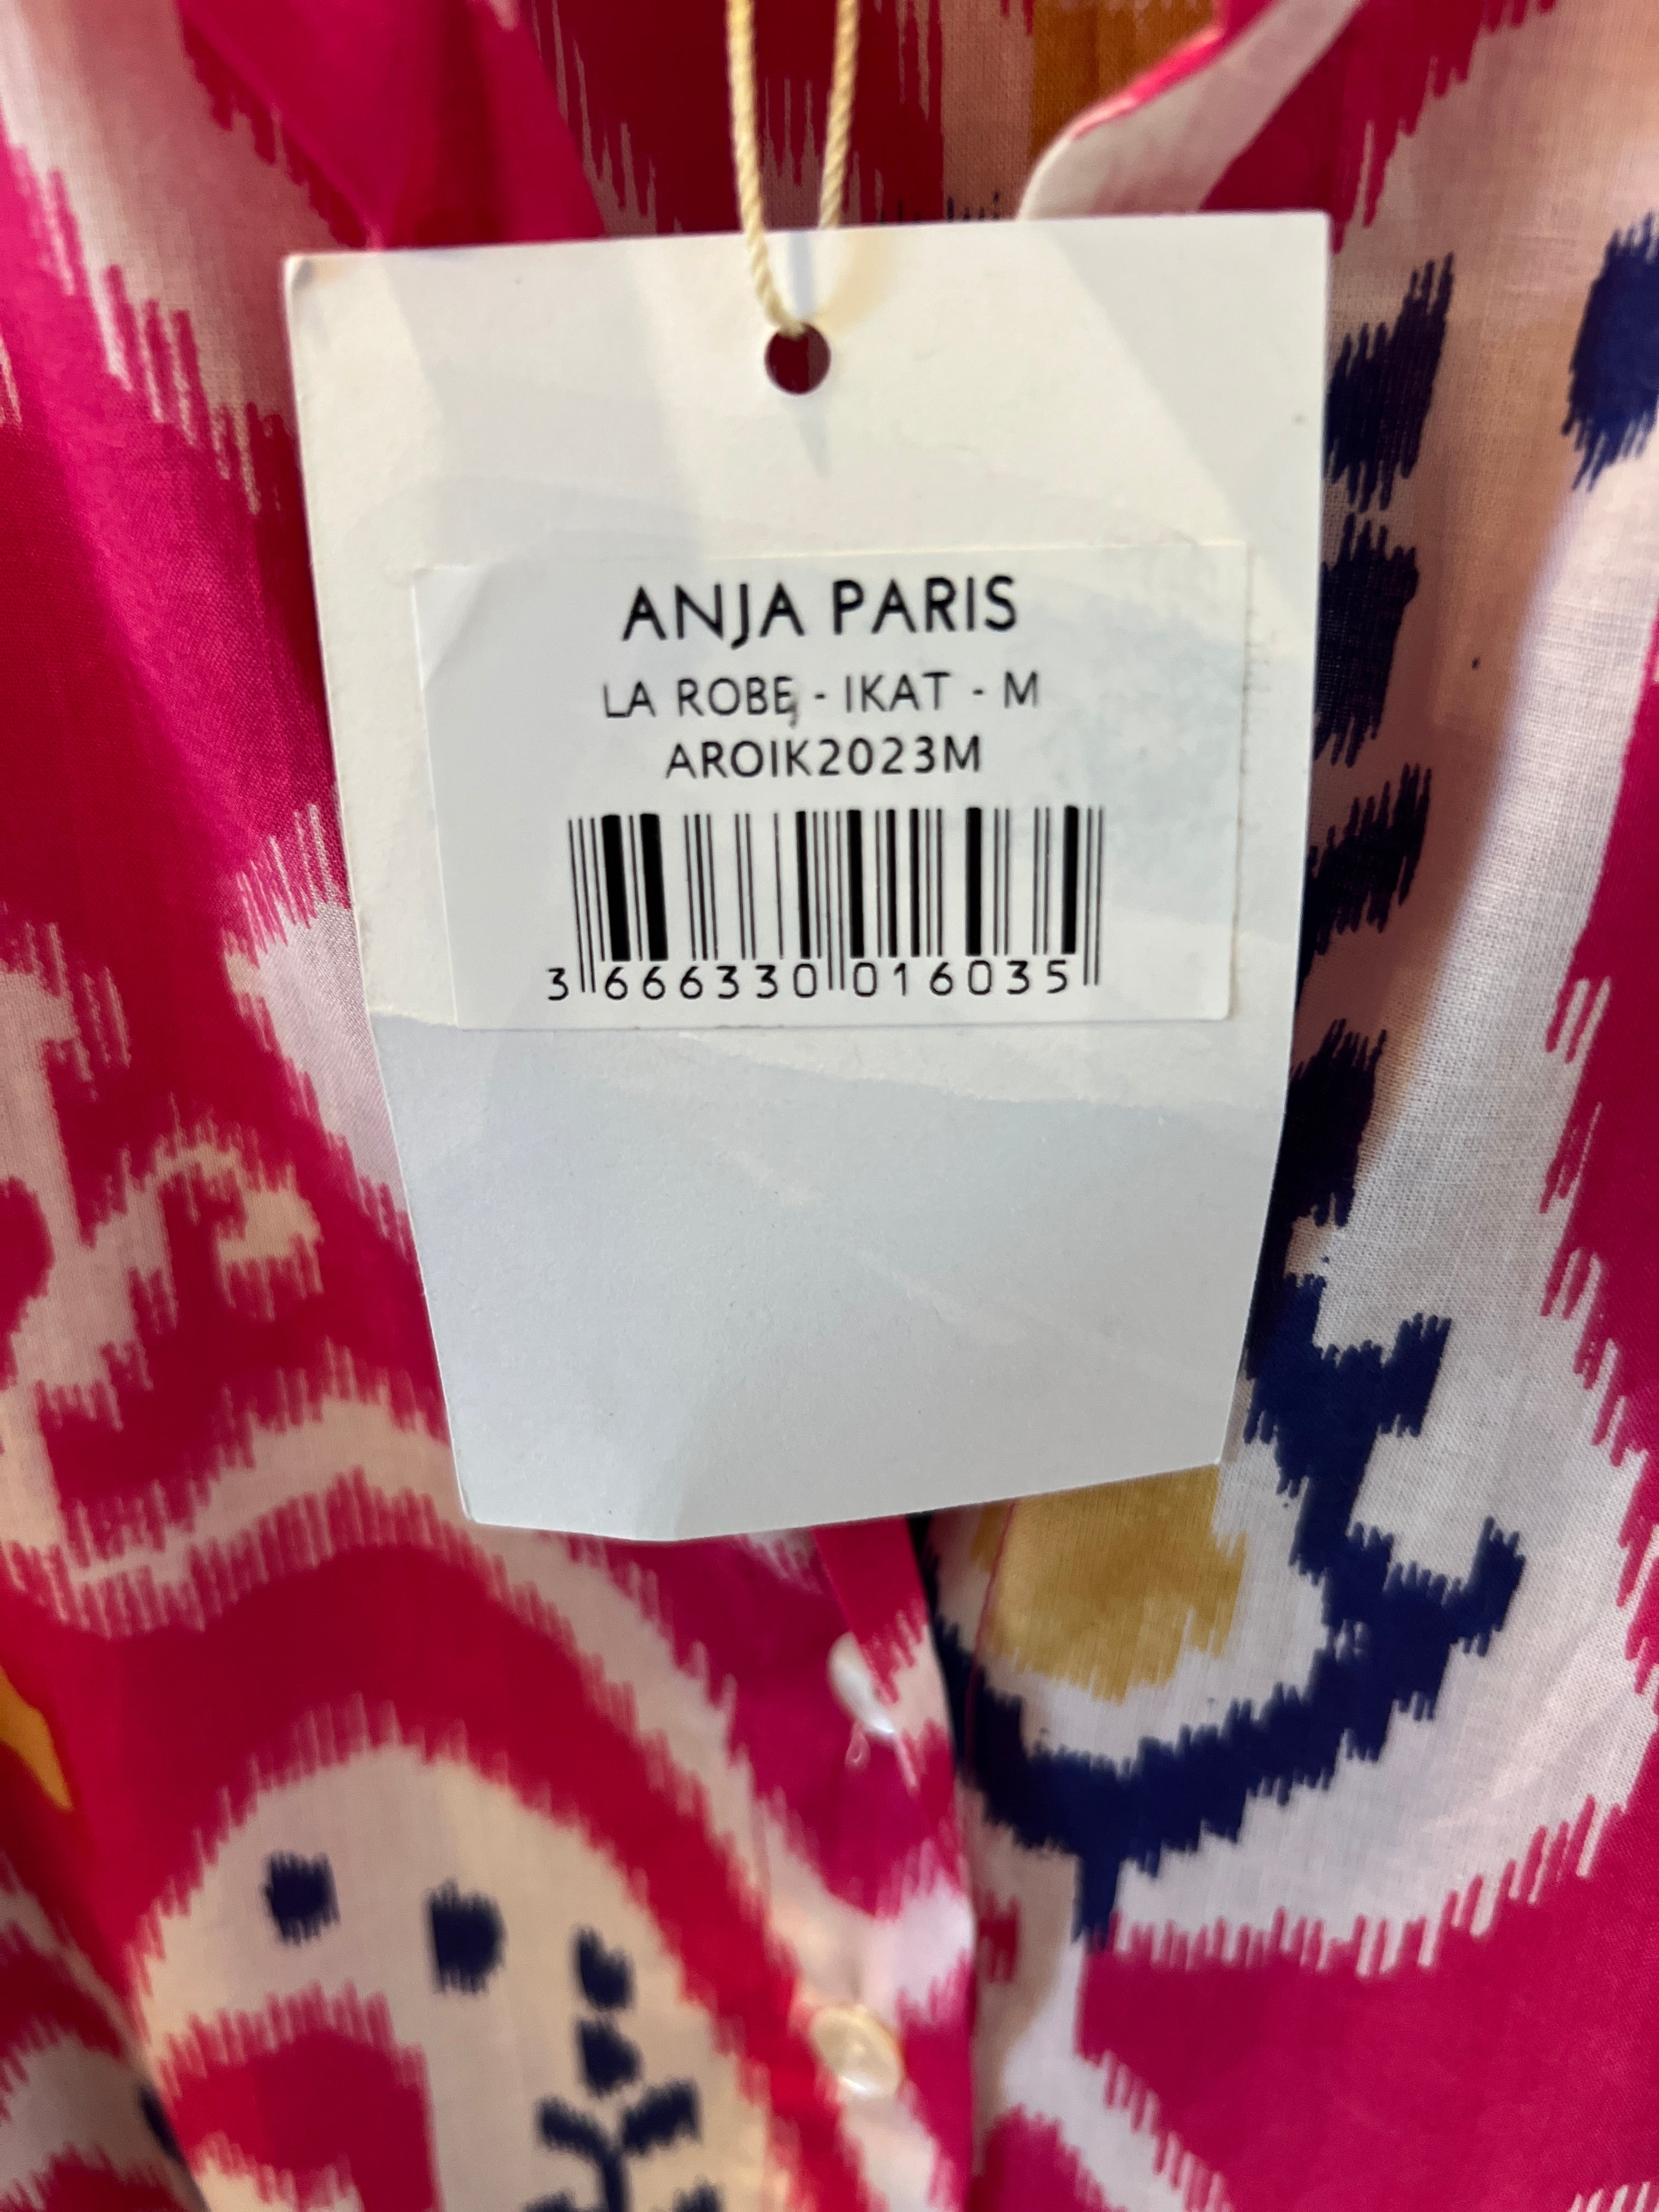 ANJA PARIS
LA ROBE - IKAT - M
AROIK2023M
3 666330 016035